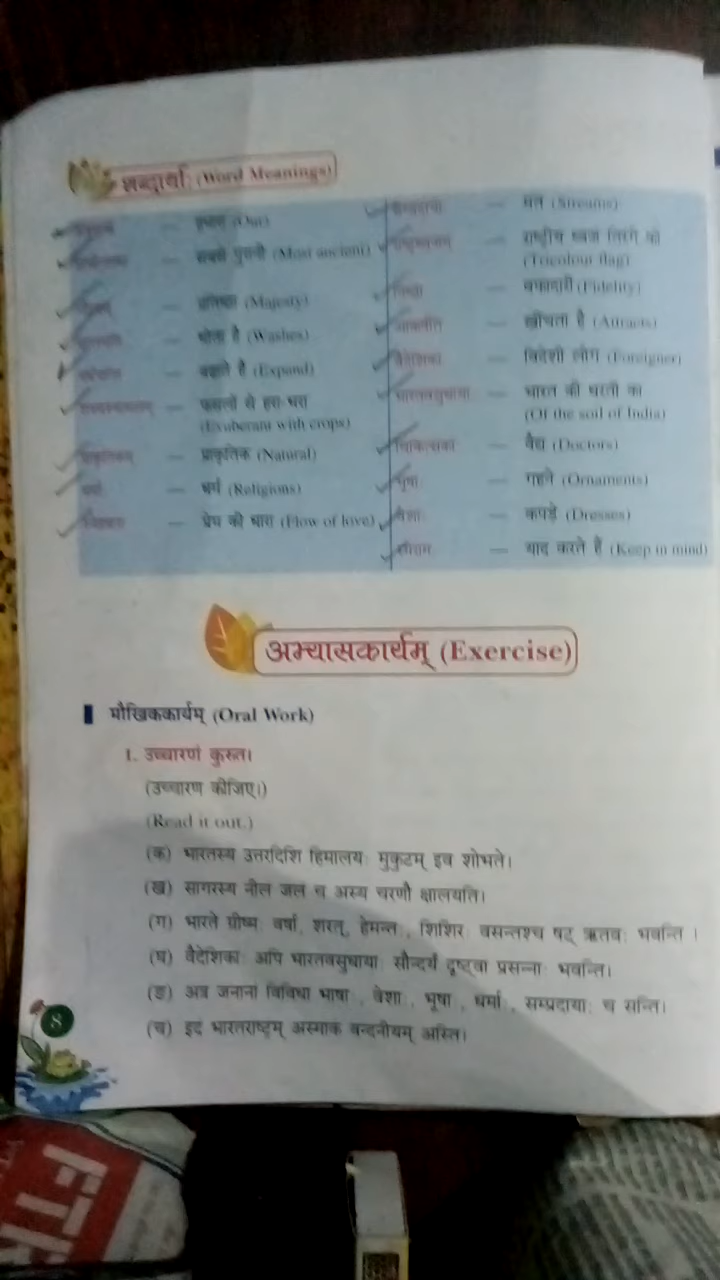 शब्दार्थाः (Word Meanings)
— (Out)
— सबसे पुरानी (Most ancient)
— (Majesty)
— धोता है (Washes)
— बढ़ते हैं (Expand)
— फसलों से हरा-भरा
(Exuberant with crops)
प्राकृतिकम् — प्राकृतिक (Natural)
— धर्म (Religions)
— प्रेम की धारा (Flow of love)
— मत (Streams)
— राष्ट्रीय ध्वज तिरंगे को
(Tricolour flag)
निष्ठा — वफादारी (Fidelity)
— खींचता है (Attracts)
वैदेशिकाः — विदेशी लोग (Foreigner)
भारतवसुधायाः — भारत की धरती का
(Of the soil of India)
चिकित्सकाः — वैद्य (Doctors)
भूषा — गहने (Ornaments)
वेशाः — कपड़े (Dresses)
— याद करते हैं (Keep in mind)
अभ्यासकार्यम् (Exercise)
मौखिककार्यम् (Oral Work)
1. उच्चारणं कुरुत।
(उच्चारण कीजिए।)
(Read it out.)
(क) भारतस्य उत्तरदिशि हिमालयः मुकुटम् इव शोभते।
(ख) सागरस्य नील जलं च अस्य चरणौ क्षालयति।
(ग) भारते ग्रीष्मः, वर्षा, शरत्, हेमन्तः, शिशिरः वसन्तश्च षट् ऋतवः भवन्ति ।
(घ) वैदेशिकाः अपि भारतवसुधायाः सौन्दर्यं दृष्ट्वा प्रसन्नाः भवन्ति।
(ङ) अत्र जनानां विविधा भाषाः, वेशाः, भूषाः, धर्माः, सम्प्रदायाः च सन्ति।
(च) इदं भारतराष्ट्रम् अस्माकं वन्दनीयम् अस्ति।
8